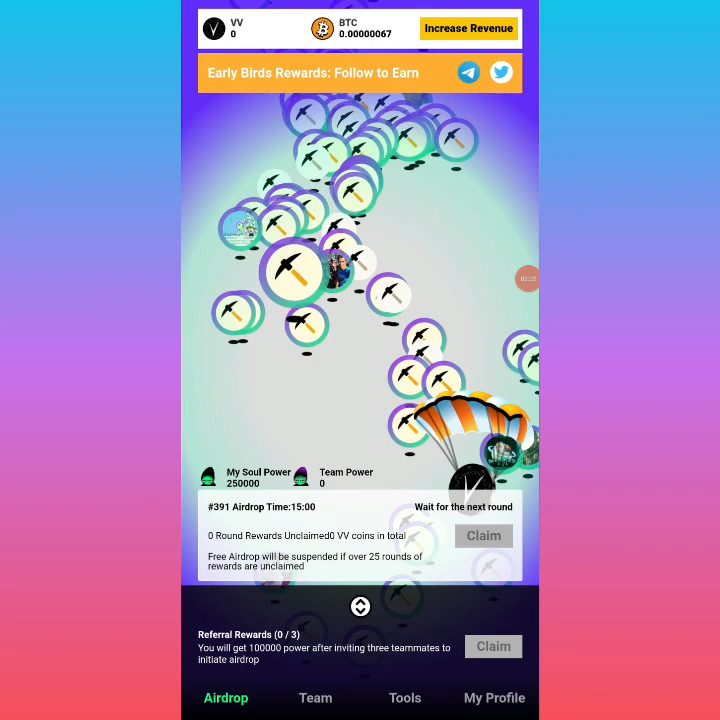 VV
0
BTC
0.00000067
Increase Revenue
Early Birds Rewards: Follow to Earn
02:02
My Soul Power
250000
Team Power
0
#391 Airdrop Time:15:00
Wait for the next round
0 Round Rewards Unclaimed0 VV coins in total
Claim
Free Airdrop will be suspended if over 25 rounds of
rewards are unclaimed
Referral Rewards (0 / 3)
You will get 100000 power after inviting three teammates to
initiate airdrop
Claim
Airdrop
Team
Tools
My Profile